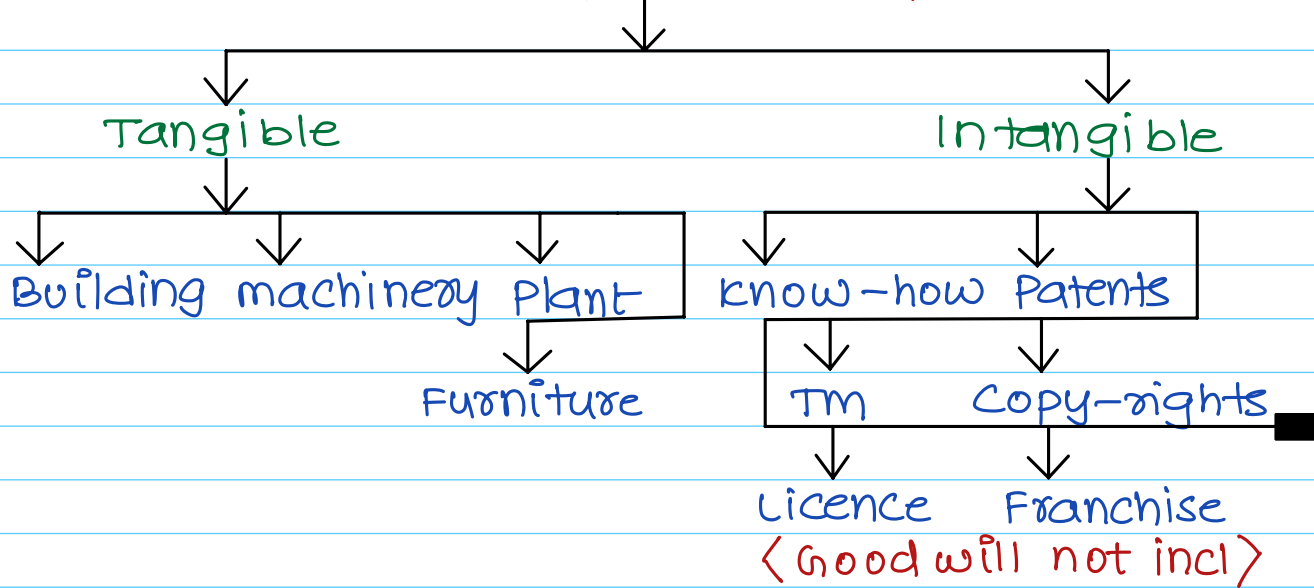 Tangible Intangible
Building machinery Plant Know-how Patents
Furniture TM Copy-rights
Licence Franchise
(Goodwill not incl)